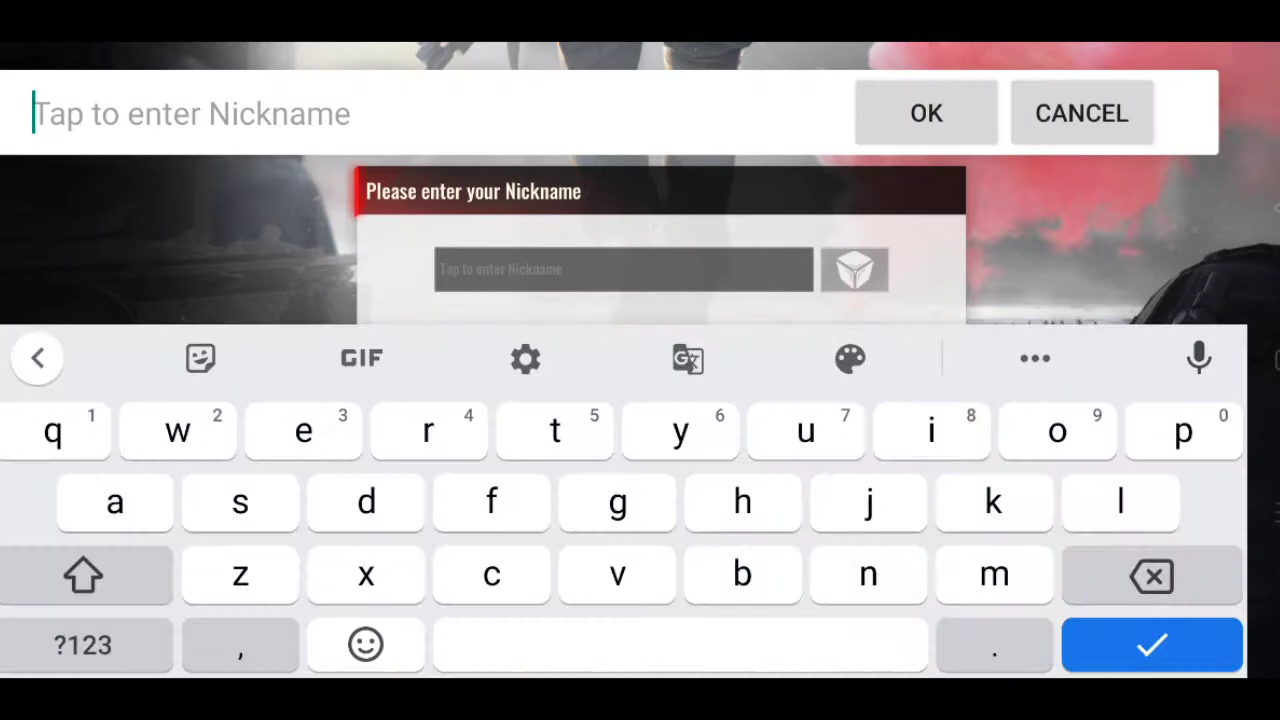 Tap to enter Nickname
OK
CANCEL
Please enter your Nickname
Tap to enter Nickname
GIF
q 1 w 2 e 3 r 4 t 5 y 6 u 7 i 8 o 9 p 0
a s d f g h j k l
z x c v b n m
?123 , .